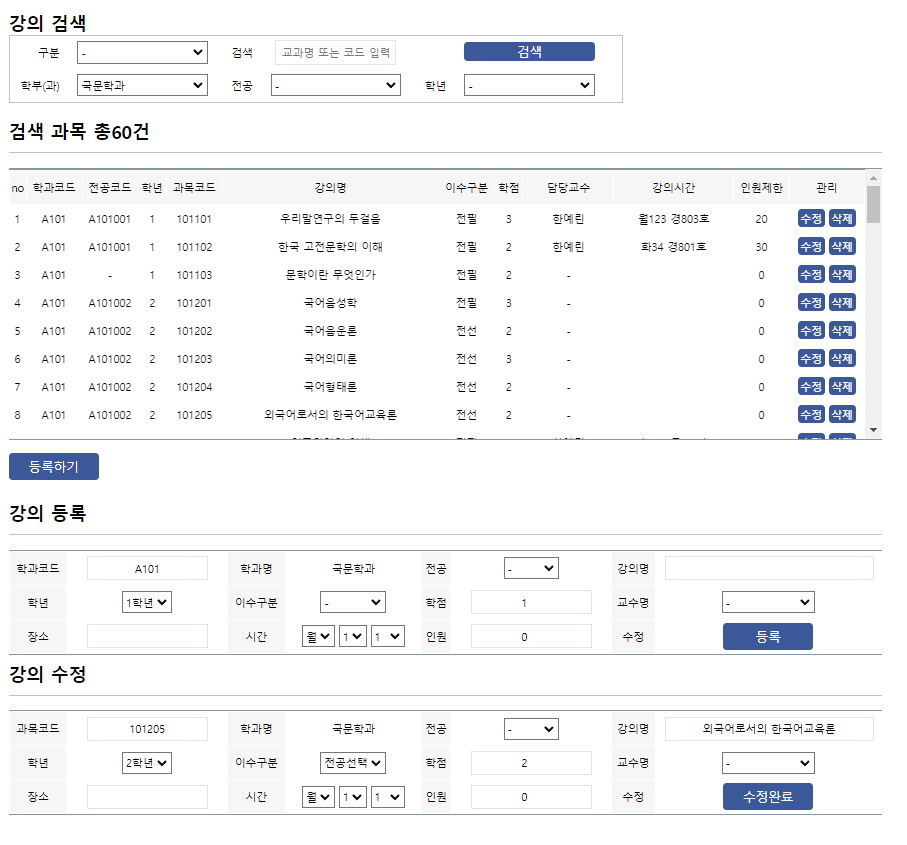 강의 검색
구분 - 검색 교과명 또는 코드 입력 검색
학부(과) 국문학과 전공 - 학년 -
검색 과목 총60건
no 학과코드 전공코드 학년 과목코드 강의명 이수구분 학점 담당교수 강의시간 인원제한 관리
1 A101 A101001 1 101101 우리말연구의 두걸음 전필 3 한예린 월123 경803호 20 수정 삭제
2 A101 A101001 1 101102 한국 고전문학의 이해 전필 2 한예린 화34 경801호 30 수정 삭제
3 A101 - 1 101103 문학이란 무엇인가 전필 2 - 0 수정 삭제
4 A101 A101002 2 101201 국어음성학 전필 3 - 0 수정 삭제
5 A101 A101002 2 101202 국어음운론 전선 2 - 0 수정 삭제
6 A101 A101002 2 101203 국어의미론 전선 3 - 0 수정 삭제
7 A101 A101002 2 101204 국어형태론 전선 2 - 0 수정 삭제
8 A101 A101002 2 101205 외국어로서의 한국어교육론 전선 2 - 0 수정 삭제
수정 삭제
등록하기
강의 등록
학과코드 A101 학과명 국문학과 전공 - 강의명
학년 1학년 이수구분 - 학점 1 교수명 -
장소 시간 월 1 1 인원 0 수정 등록
강의 수정
과목코드 101205 학과명 국문학과 전공 - 강의명 외국어로서의 한국어교육론
학년 2학년 이수구분 전공선택 학점 2 교수명 -
장소 시간 월 1 1 인원 0 수정 수정완료